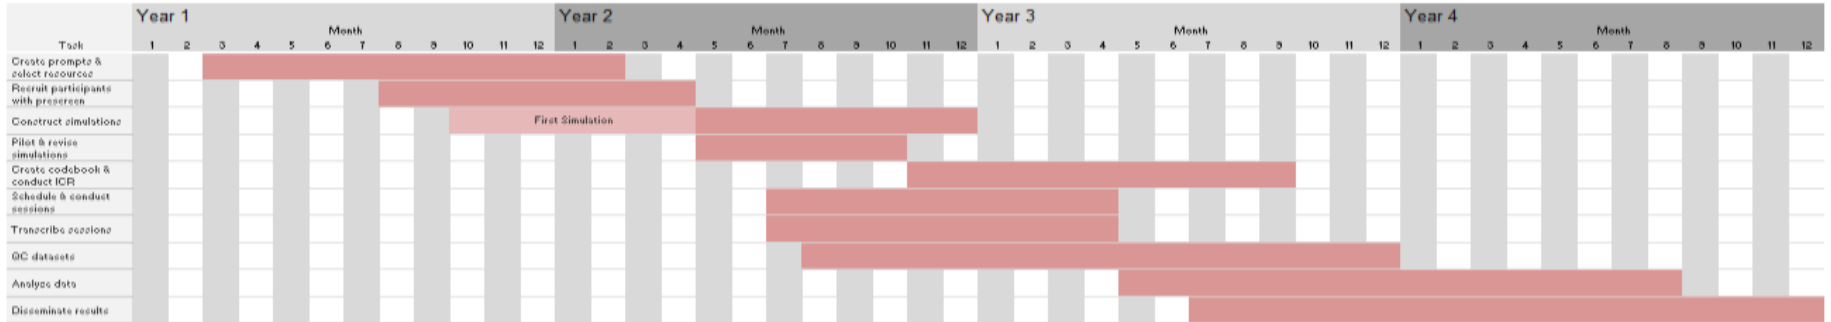 Year 1 Year 2 Year 3 Year 4
Month Month Month Month
Task 1 2 3 4 5 6 7 8 9 10 11 12 1 2 3 4 5 6 7 8 9 10 11 12 1 2 3 4 5 6 7 8 9 10 11 12 1 2 3 4 5 6 7 8 9 10 11 12
Create prompts &
select resources
Recruit participants
with prescreen
Construct simulations First Simulation
Pilot & revise
simulations
Create codebook &
conduct ICR
Schedule & conduct
sessions
Transcribe sessions
QC datasets
Analyze data
Disseminate results